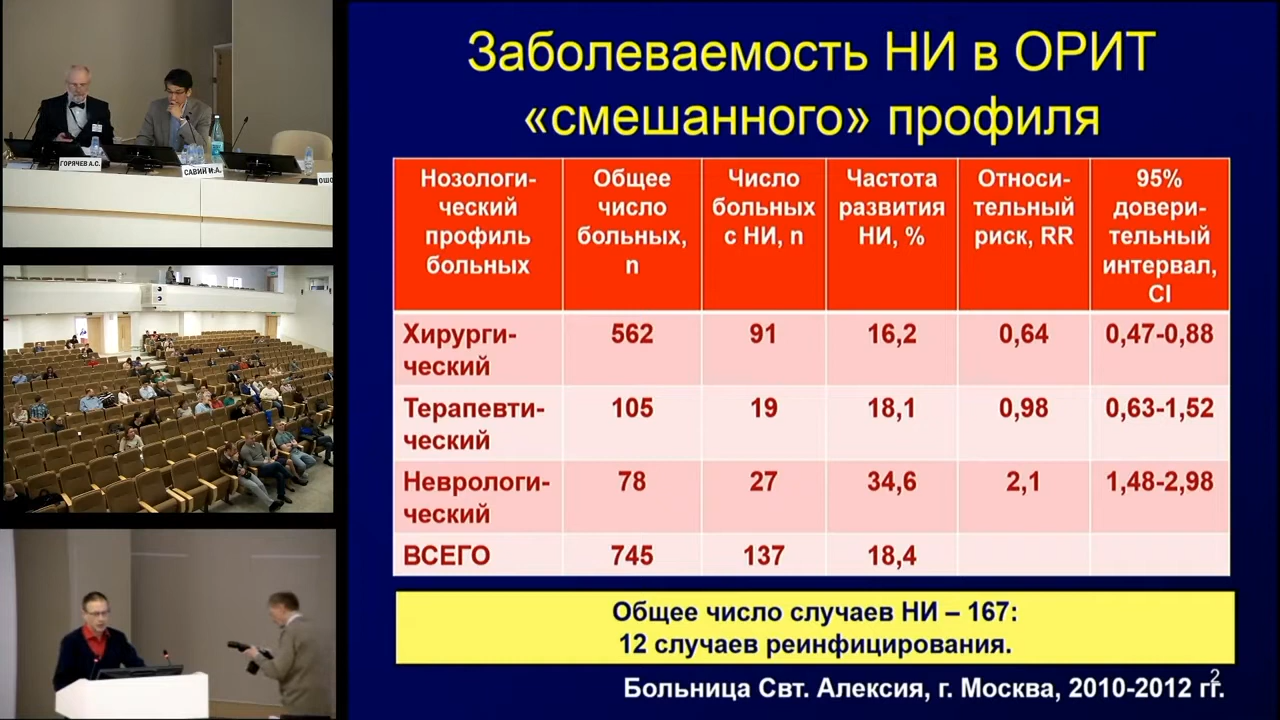 Заболеваемость НИ в ОРИТ
«смешанного» профиля
Нозологи-
ческий
профиль
больных
Общее
число
больных,
n
Число
больных
с НИ, n
Частота
развития
НИ, %
Относи-
тельный
риск, RR
95%
довери-
тельный
интервал,
CI
Хирурги-
ческий
562
91
16,2
0,64
0,47-0,88
Терапевти-
ческий
105
19
18,1
0,98
0,63-1,52
Неврологи-
ческий
78
27
34,6
2,1
1,48-2,98
ВСЕГО
745
137
18,4
Общее число случаев НИ – 167:
12 случаев реинфицирования.
Больница Свт. Алексия, г. Москва, 2010-2012 гг.
2
ГОРЯЧЕВ А.С.
САВИН И.А.
ОШО